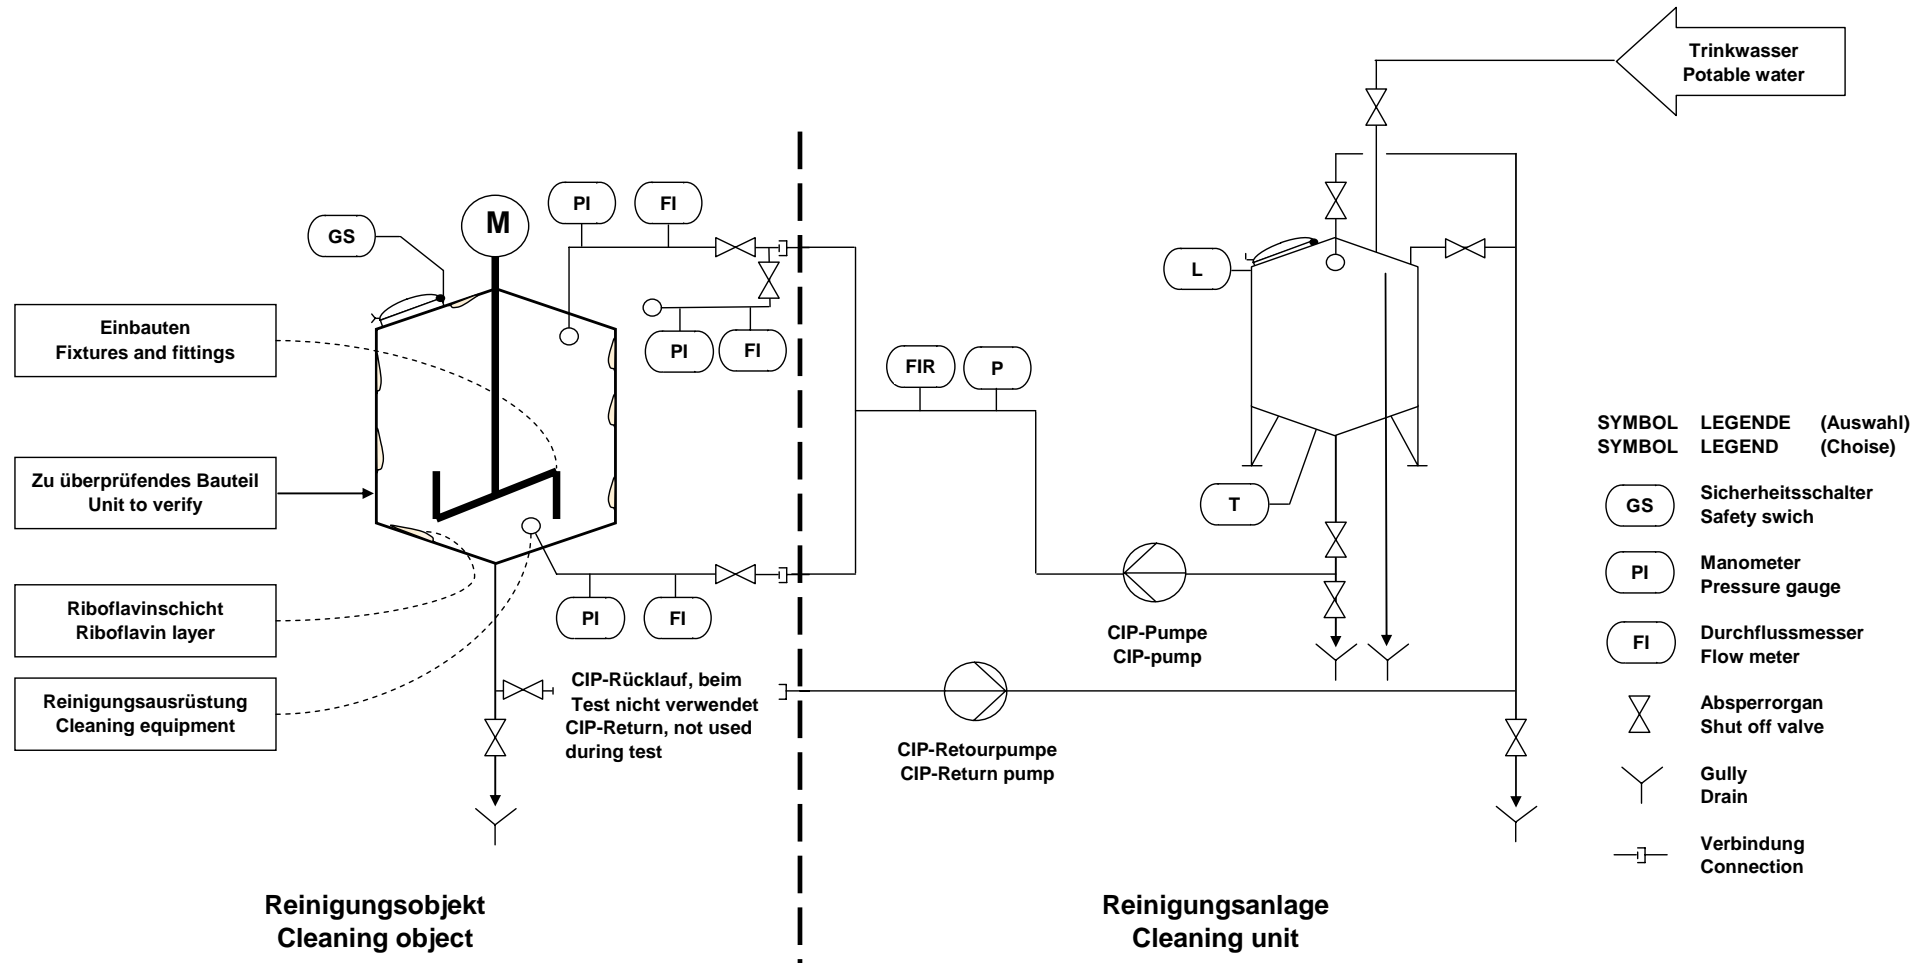 Trinkwasser
Potable water
M
PI
FI
GS
L
PI
FI
FIR
P
T
PI
FI
Einbauten
Fixtures and fittings
Zu überprüfendes Bauteil
Unit to verify
Riboflavinschicht
Riboflavin layer
Reinigungsausrüstung
Cleaning equipment
CIP-Rücklauf, beim
Test nicht verwendet
CIP-Return, not used
during test
CIP-Pumpe
CIP-pump
CIP-Retourpumpe
CIP-Return pump
SYMBOL LEGENDE (Auswahl)
SYMBOL LEGEND (Choise)
GS Sicherheitsschalter
Safety swich
PI Manometer
Pressure gauge
FI Durchflussmesser
Flow meter
Absperrorgan
Shut off valve
Gully
Drain
Verbindung
Connection
Reinigungsobjekt
Cleaning object
Reinigungsanlage
Cleaning unit